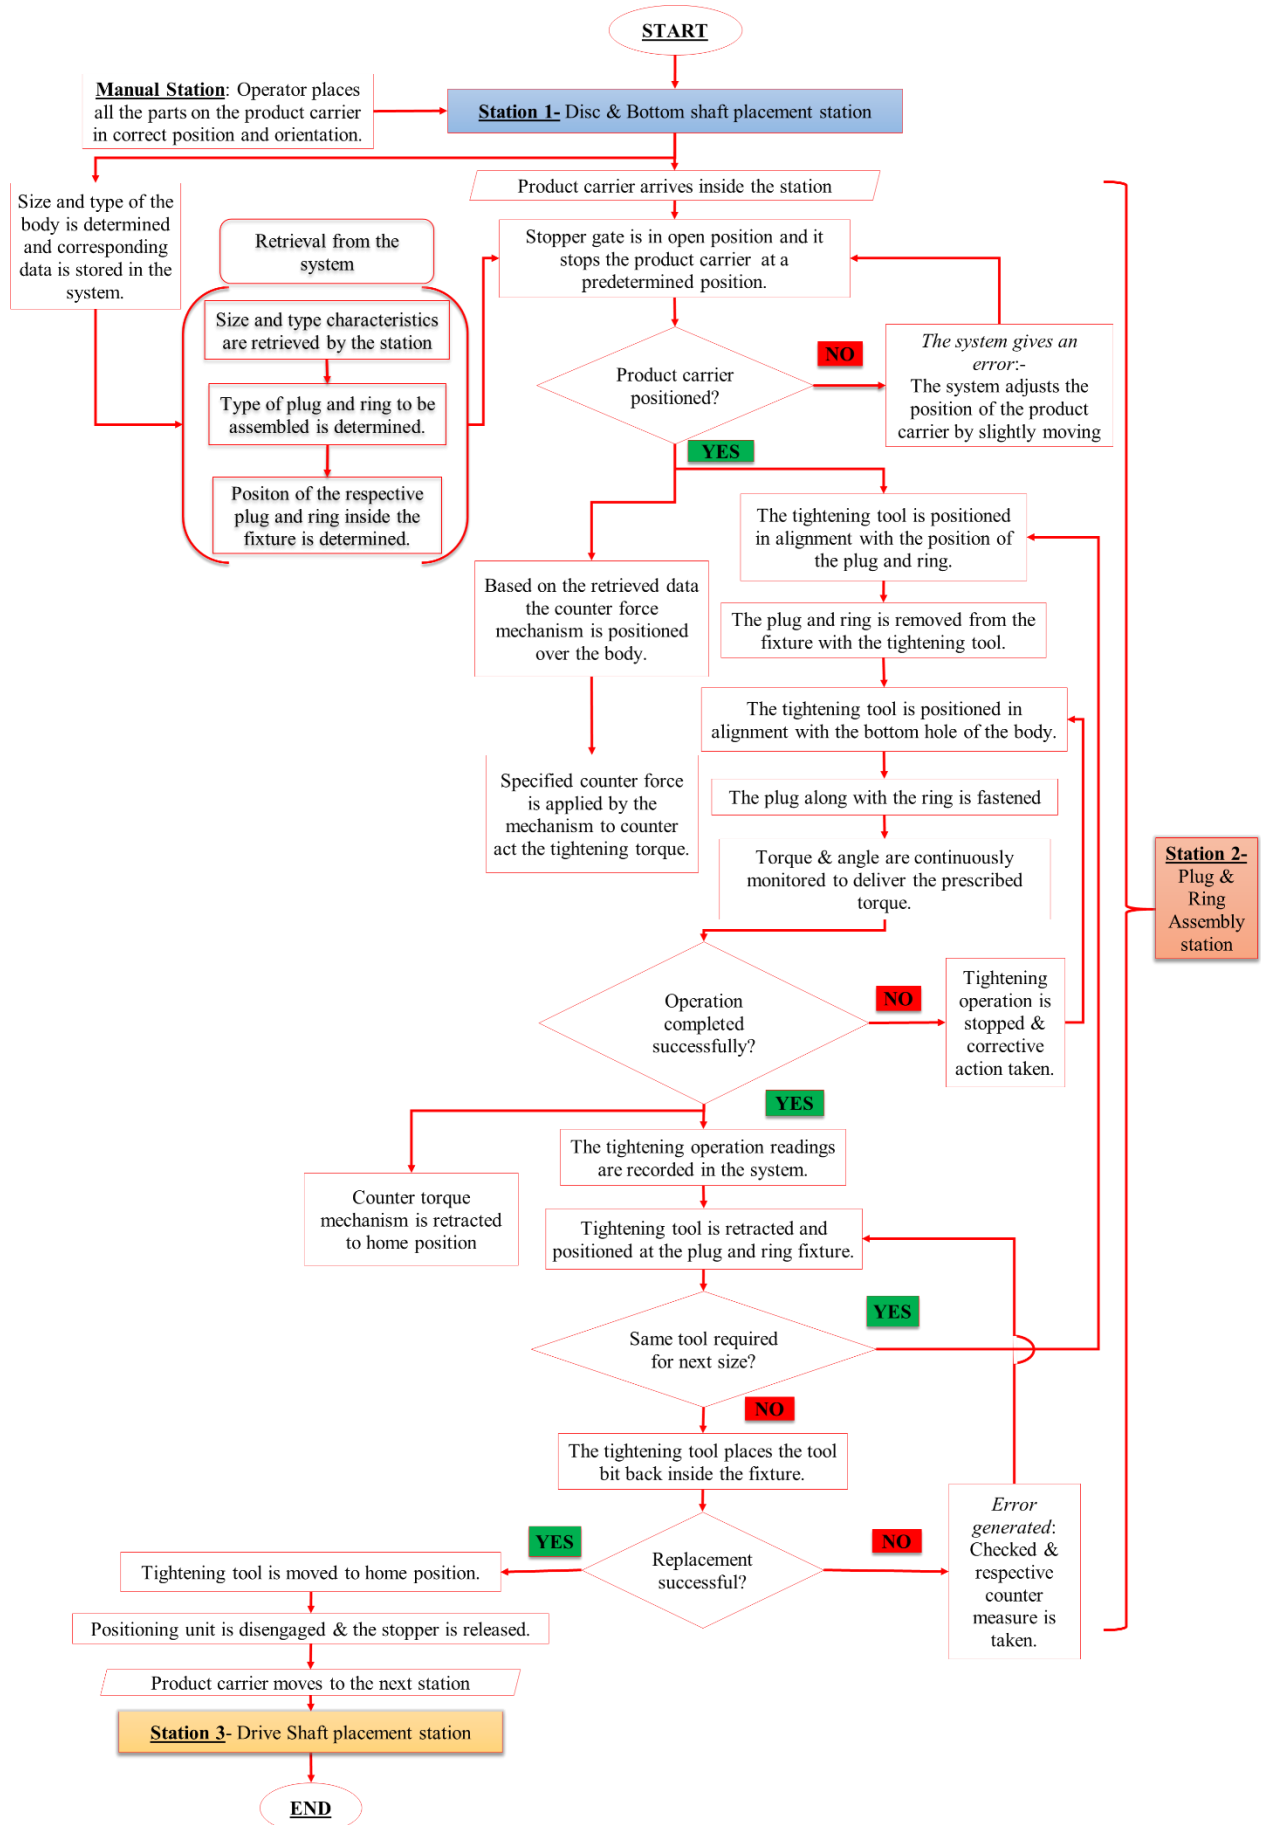 START
Manual Station: Operator places
all the parts on the product carrier
in correct position and orientation.
Station 1- Disc & Bottom shaft placement station
Product carrier arrives inside the station
Size and type of the
body is determined
and corresponding
data is stored in the
system.
Retrieval from the
system
Stopper gate is in open position and it
stops the product carrier at a
predetermined position.
Size and type characteristics
are retrieved by the station
Type of plug and ring to be
assembled is determined.
Positon of the respective
plug and ring inside the
fixture is determined.
Product carrier
positioned?
NO
The system gives an
error:-
The system adjusts the
position of the product
carrier by slightly moving
YES
The tightening tool is positioned
in alignment with the position of
the plug and ring.
Based on the retrieved data
the counter force
mechanism is positioned
over the body.
The plug and ring is removed from the
fixture with the tightening tool.
The tightening tool is positioned in
alignment with the bottom hole of the body.
Specified counter force
is applied by the
mechanism to counter
act the tightening torque.
The plug along with the ring is fastened
Torque & angle are continuously
monitored to deliver the prescribed
torque.
Station 2-
Plug &
Ring
Assembly
station
Operation
completed
successfully?
NO
Tightening
operation is
stopped &
corrective
action taken.
YES
The tightening operation readings
are recorded in the system.
Counter torque
mechanism is retracted
to home position
Tightening tool is retracted and
positioned at the plug and ring fixture.
Same tool required
for next size?
YES
NO
The tightening tool places the tool
bit back inside the fixture.
Replacement
successful?
YES
NO
Error
generated:
Checked &
respective
counter
measure is
taken.
Tightening tool is moved to home position.
Positioning unit is disengaged & the stopper is released.
Product carrier moves to the next station
Station 3- Drive Shaft placement station
END